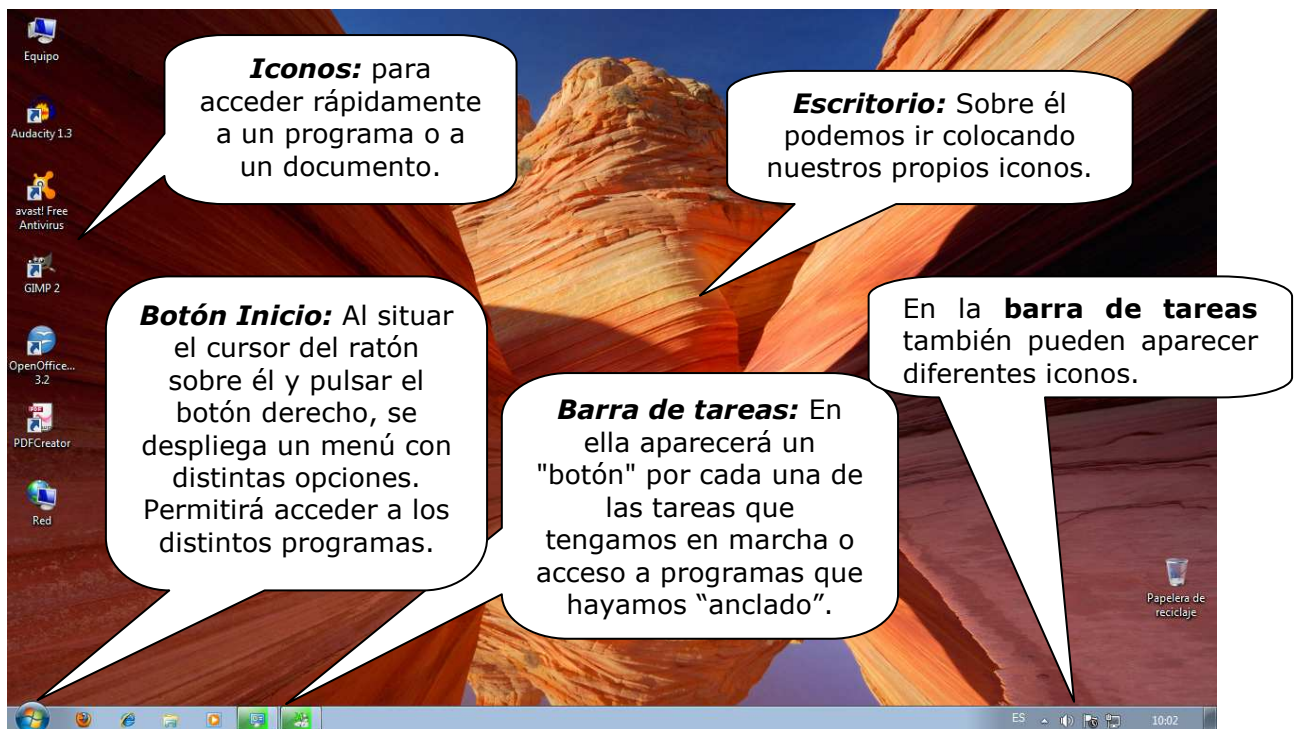 Equipo
Audacity 1.3
avast! Free
Antivirus
GIMP 2
OpenOffice...
3.2
PDFCreator
Red
Iconos: para
acceder rápidamente
a un programa o a
un documento.
Escritorio: Sobre él
podemos ir colocando
nuestros propios iconos.
Botón Inicio: Al situar
el cursor del ratón
sobre él y pulsar el
botón derecho, se
despliega un menú con
distintas opciones.
Permitirá acceder a los
distintos programas.
Barra de tareas: En
ella aparecerá un
"botón" por cada una de
las tareas que
tengamos en marcha o
acceso a programas que
hayamos “anclado”.
En la barra de tareas
también pueden aparecer
diferentes iconos.
Papelera de
reciclaje
ES
10:02